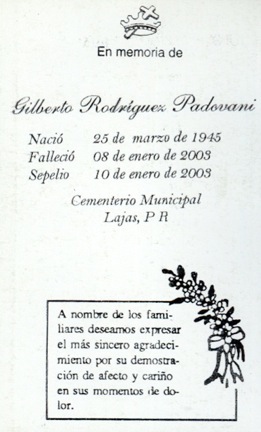 En memoria de
Gilberto Rodríguez Padovani
Nació 25 de marzo de 1945
Falleció 08 de enero de 2003
Sepelio 10 de enero de 2003
Cementerio Municipal
Lajas, P R
A nombre de los fami-
liares deseamos expresar
el más sincero agradeci-
miento por su demostra-
ción de afecto y cariño
en sus momentos de do-
lor.